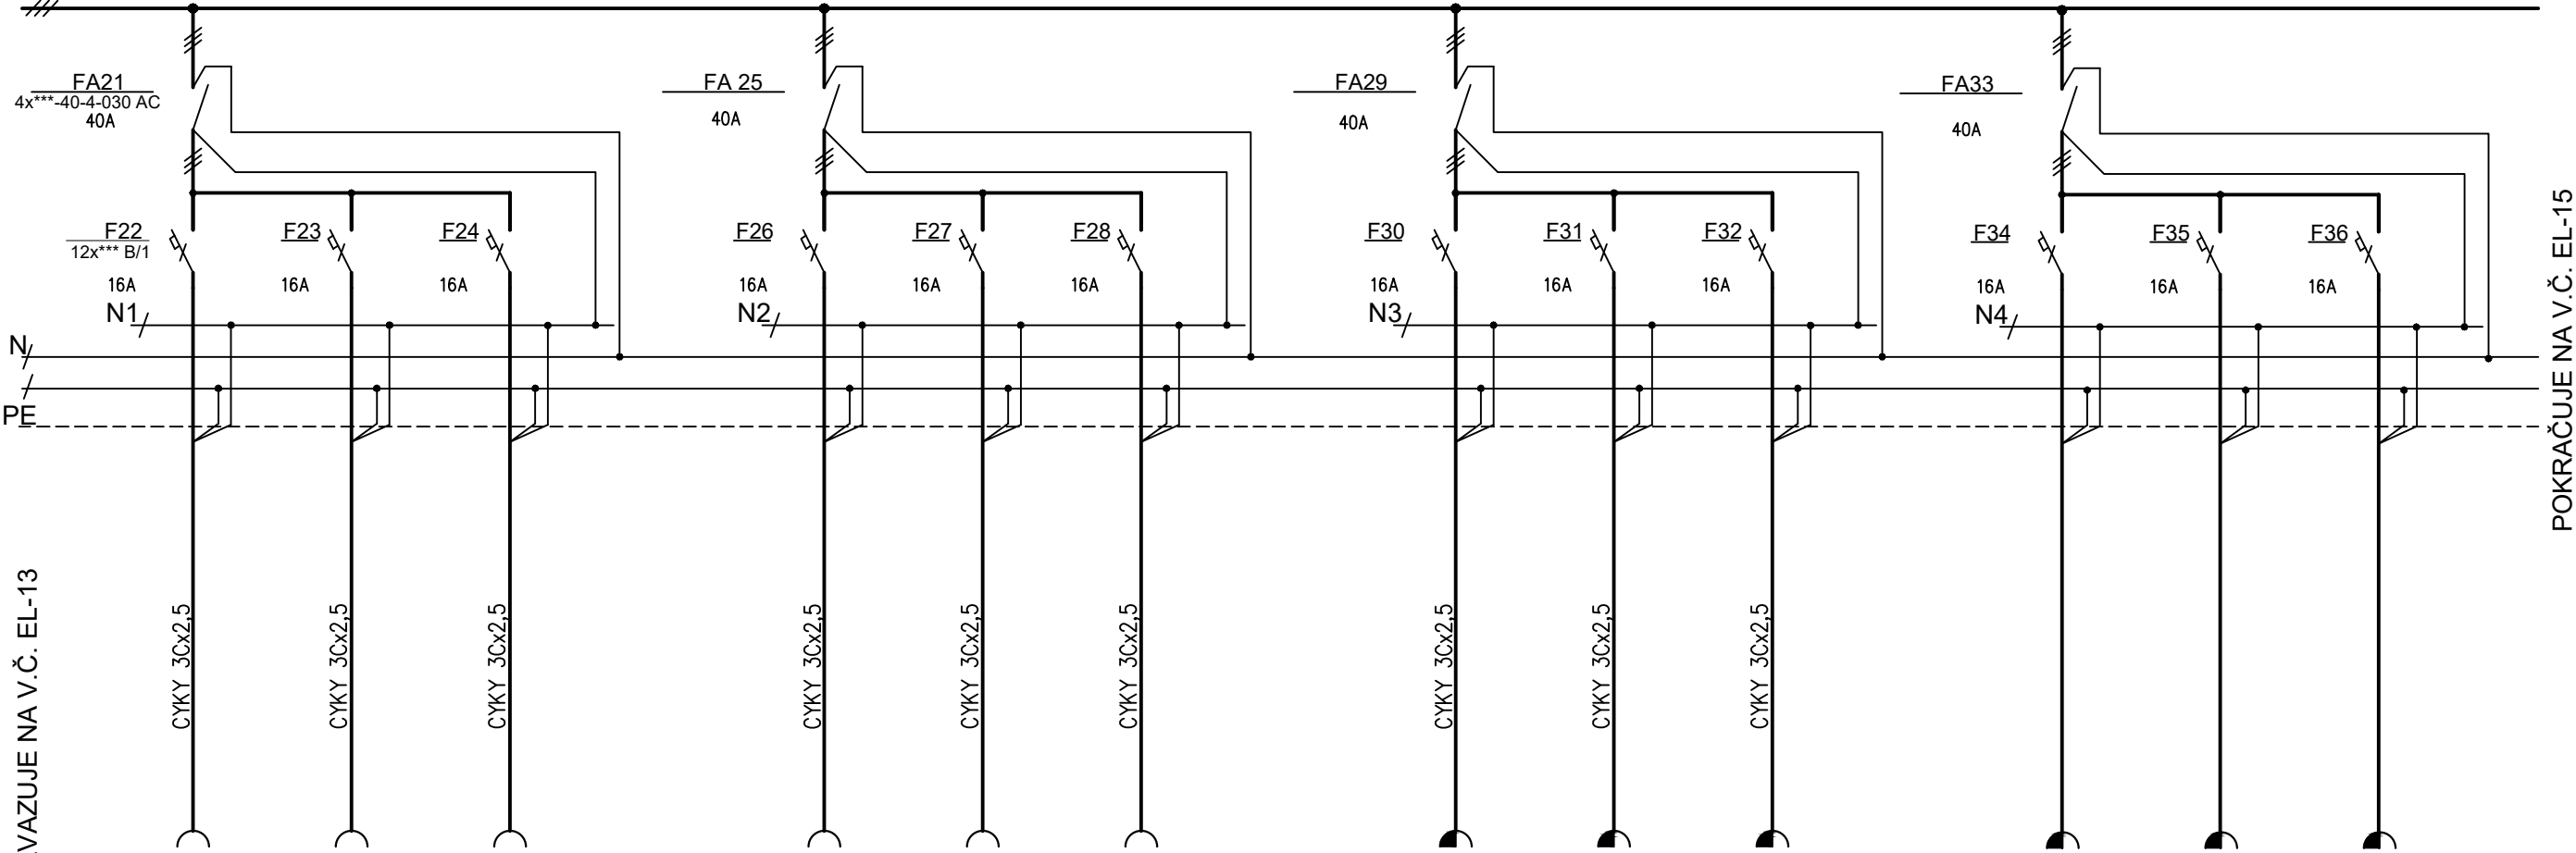 FA21
4x***-40-4-030 AC
40A
FA 25
40A
FA29
40A
FA33
40A
F22
12x*** B/1
16A
F23
16A
F24
16A
F26
16A
F27
16A
F28
16A
F30
16A
F31
16A
F32
16A
F34
16A
F35
16A
F36
16A
N1
N2
N3
N4
N
PE
CYKY 3Cx2,5
CYKY 3Cx2,5
CYKY 3Cx2,5
CYKY 3Cx2,5
CYKY 3Cx2,5
CYKY 3Cx2,5
CYKY 3Cx2,5
CYKY 3Cx2,5
CYKY 3Cx2,5
NA V.Č. EL-13
POKRAČUJE NA V.Č. EL-15